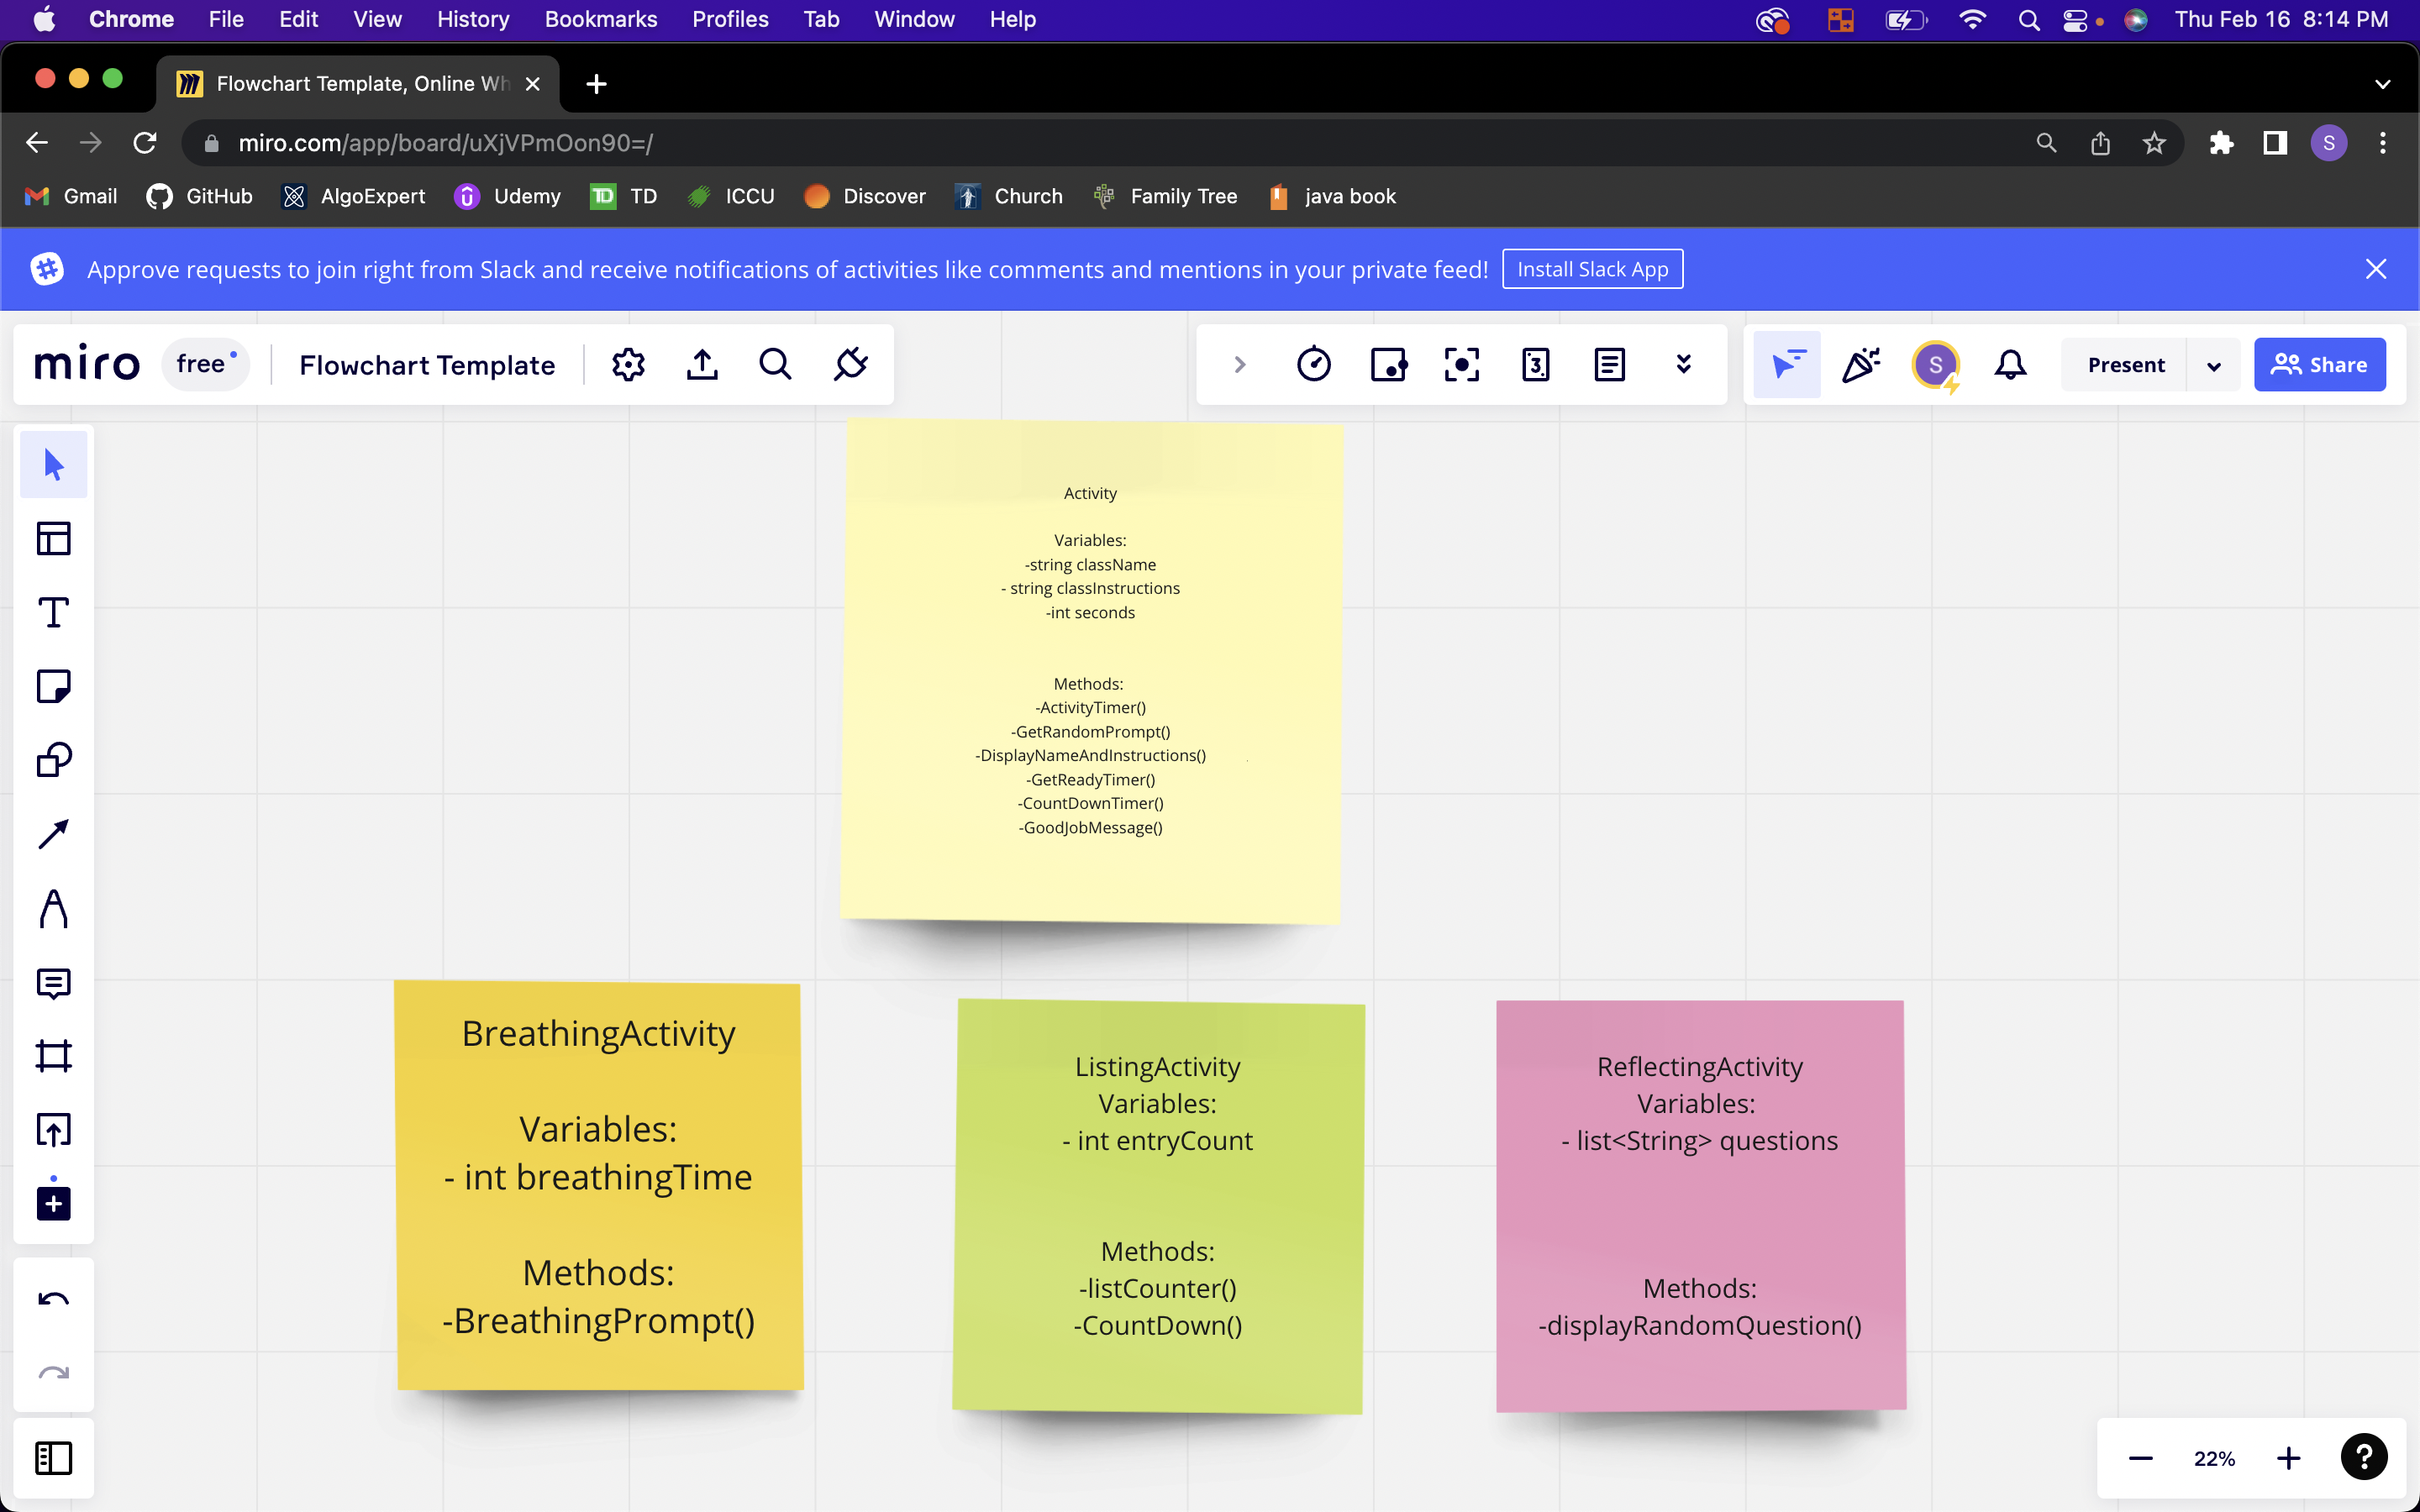 Chrome File Edit View History Bookmarks Profiles Tab Window Help Thu Feb 16 8:14 PM
Flowchart Template, Online Wh
miro.com/app/board/uXjVPmOon90=/ S
Gmail GitHub AlgoExpert Udemy TD TD ICCU Discover Church Family Tree java book
Approve requests to join right from Slack and receive notifications of activities like comments and mentions in your private feed! Install Slack App
miro free Flowchart Template 3 S Present Share
Activity
Variables:
-string className
- string classInstructions
-int seconds
Methods:
-ActivityTimer()
-GetRandomPrompt()
-DisplayNameAndInstructions()
-GetReadyTimer()
-CountDownTimer()
-GoodJobMessage()
BreathingActivity
Variables:
- int breathingTime
Methods:
-BreathingPrompt()
ListingActivity
Variables:
- int entryCount
Methods:
-listCounter()
-CountDown()
ReflectingActivity
Variables:
- list<String> questions
Methods:
-displayRandomQuestion()
22% ?